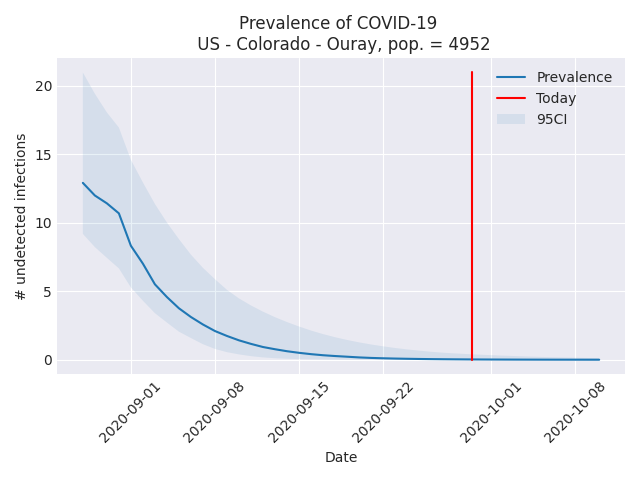 Prevalence of COVID-19
US - Colorado - Ouray, pop. = 4952
Prevalence
Today
95CI
# undetected infections
20
15
10
5
0
2020-09-01
2020-09-08
2020-09-15
2020-09-22
2020-10-01
2020-10-08
Date